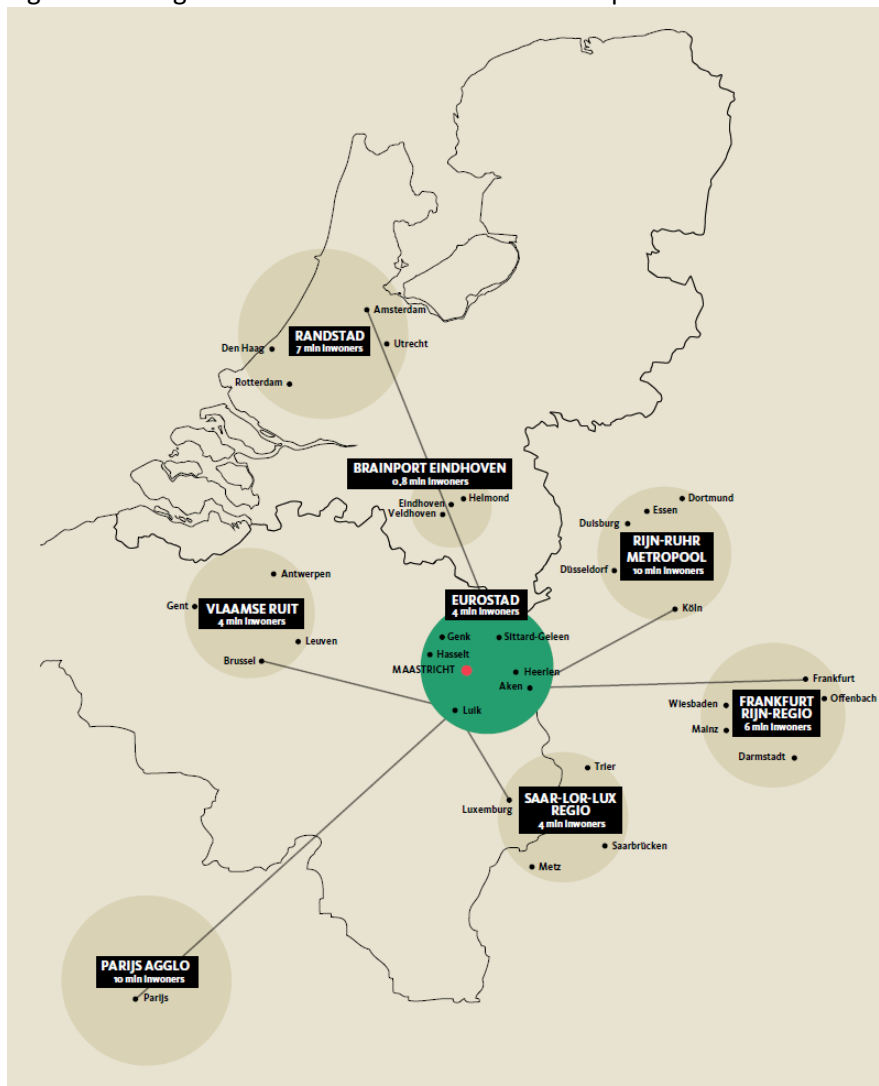 Amsterdam
RANDSTAD
7 mln inwoners
Den Haag
Utrecht
Rotterdam
BRAINPORT EINDHOVEN
0,8 mln inwoners
Eindhoven
Helmond
Veldhoven
Dortmund
Essen
Duisburg
RIJN-RUHR
METROPOOL
10 mln inwoners
Düsseldorf
Köln
Antwerpen
Gent
VLAAMSE RUIT
4 mln inwoners
Leuven
Brussel
EUROSTAD
4 mln inwoners
Genk
Sittard-Geleen
Hasselt
MAASTRICHT
Heerlen
Aken
Luik
Frankfurt
Offenbach
Wiesbaden
FRANKFURT
RIJN-REGIO
6 mln inwoners
Mainz
Darmstadt
Trier
Luxemburg
SAAR-LOR-LUX
REGIO
4 mln inwoners
Saarbrücken
Metz
PARIJS AGGLO
10 mln inwoners
Parijs